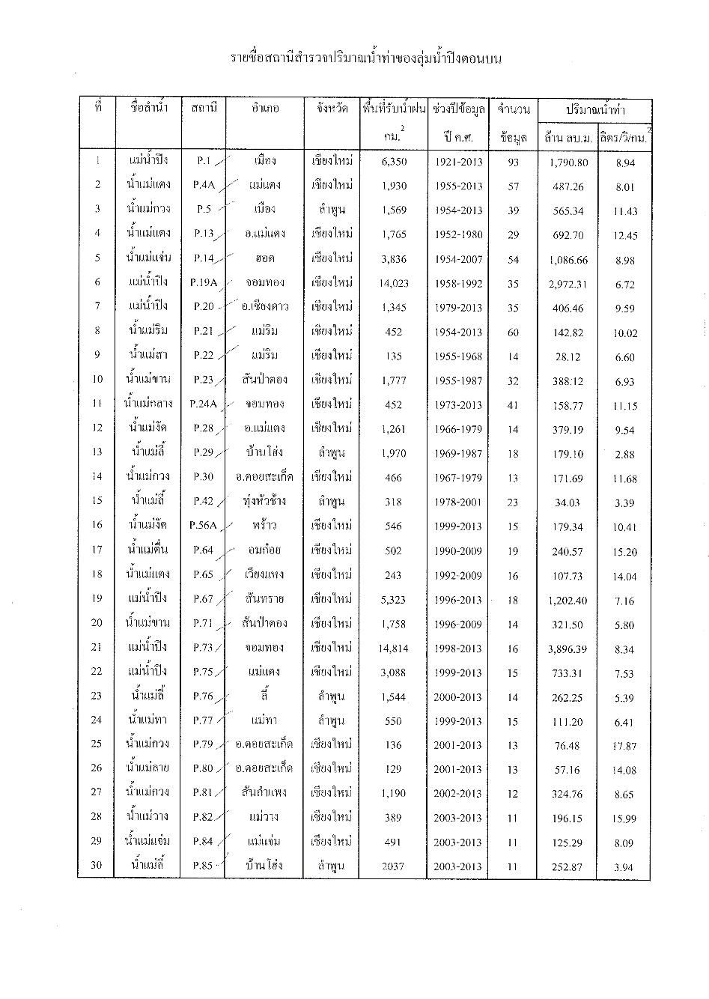 รายชื่อสถานีสำรวจปริมาณน้ำท่าของลุ่มน้ำปิงตอนบน
ที่ ชื่อลำน้ำ สถานี อำเภอ จังหวัด พื้นที่รับน้ำฝน ช่วงปีข้อมูล จำนวน ปริมาณน้ำท่า
กม.2 ปี ค.ศ. ข้อมูล ล้าน ลบ.ม. ลิตร/วิ/กม.2
1 แม่น้ำปิง P.1 เมือง เชียงใหม่ 6,350 1921-2013 93 1,790.80 8.94
2 น้ำแม่แตง P.4A แม่แตง เชียงใหม่ 1,930 1955-2013 57 487.26 8.01
3 น้ำแม่กวง P.5 เมือง ลำพูน 1,569 1954-2013 39 565.34 11.43
4 น้ำแม่แตง P.13 อ.แม่แตง เชียงใหม่ 1,765 1952-1980 29 692.70 12.45
5 น้ำแม่แจ่ม P.14 ฮอด เชียงใหม่ 3,836 1954-2007 54 1,086.66 8.98
6 แม่น้ำปิง P.19A จอมทอง เชียงใหม่ 14,023 1958-1992 35 2,972.31 6.72
7 แม่น้ำปิง P.20 อ.เชียงดาว เชียงใหม่ 1,345 1979-2013 35 406.46 9.59
8 น้ำแม่ริม P.21 แม่ริม เชียงใหม่ 452 1954-2013 60 142.82 10.02
9 น้ำแม่สา P.22 แม่ริม เชียงใหม่ 135 1955-1968 14 28.12 6.60
10 น้ำแม่ขาน P.23 สันป่าตอง เชียงใหม่ 1,777 1955-1987 32 388.12 6.93
11 น้ำแม่กลาง P.24A จอมทอง เชียงใหม่ 452 1973-2013 41 158.77 11.15
12 น้ำแม่งัด P.28 อ.แม่แตง เชียงใหม่ 1,261 1966-1979 14 379.19 9.54
13 น้ำแม่ลี้ P.29 บ้านโฮ่ง ลำพูน 1,970 1969-1987 18 179.10 2.88
14 น้ำแม่กวง P.30 อ.ดอยสะเก็ด เชียงใหม่ 466 1967-1979 13 171.69 11.68
15 น้ำแม่ลี้ P.42 ทุ่งหัวช้าง ลำพูน 318 1978-2001 23 34.03 3.39
16 น้ำแม่งัด P.56A พร้าว เชียงใหม่ 546 1999-2013 15 179.34 10.41
17 น้ำแม่ตื่น P.64 อมก๋อย เชียงใหม่ 502 1990-2009 19 240.57 15.20
18 น้ำแม่แตง P.65 เวียงแหง เชียงใหม่ 243 1992-2009 16 107.73 14.04
19 แม่น้ำปิง P.67 สันทราย เชียงใหม่ 5,323 1996-2013 18 1,202.40 7.16
20 น้ำแม่ขาน P.71 สันป่าตอง เชียงใหม่ 1,758 1996-2009 14 321.50 5.80
21 แม่น้ำปิง P.73 จอมทอง เชียงใหม่ 14,814 1998-2013 16 3,896.39 8.34
22 แม่น้ำปิง P.75 แม่แตง เชียงใหม่ 3,088 1999-2013 15 733.31 7.53
23 น้ำแม่ลี้ P.76 ลี้ ลำพูน 1,544 2000-2013 14 262.25 5.39
24 น้ำแม่ทา P.77 แม่ทา ลำพูน 550 1999-2013 15 111.20 6.41
25 น้ำแม่กวง P.79 อ.ดอยสะเก็ด เชียงใหม่ 136 2001-2013 13 76.48 17.87
26 น้ำแม่ลาย P.80 อ.ดอยสะเก็ด เชียงใหม่ 129 2001-2013 13 57.16 14.08
27 น้ำแม่กวง P.81 สันกำแพง เชียงใหม่ 1,190 2002-2013 12 324.76 8.65
28 น้ำแม่วาง P.82 แม่วาง เชียงใหม่ 389 2003-2013 11 196.15 15.99
29 น้ำแม่แจ่ม P.84 แม่แจ่ม เชียงใหม่ 491 2003-2013 11 125.29 8.09
30 น้ำแม่ลี้ P.85 บ้านโฮ่ง ลำพูน 2037 2003-2013 11 252.87 3.94